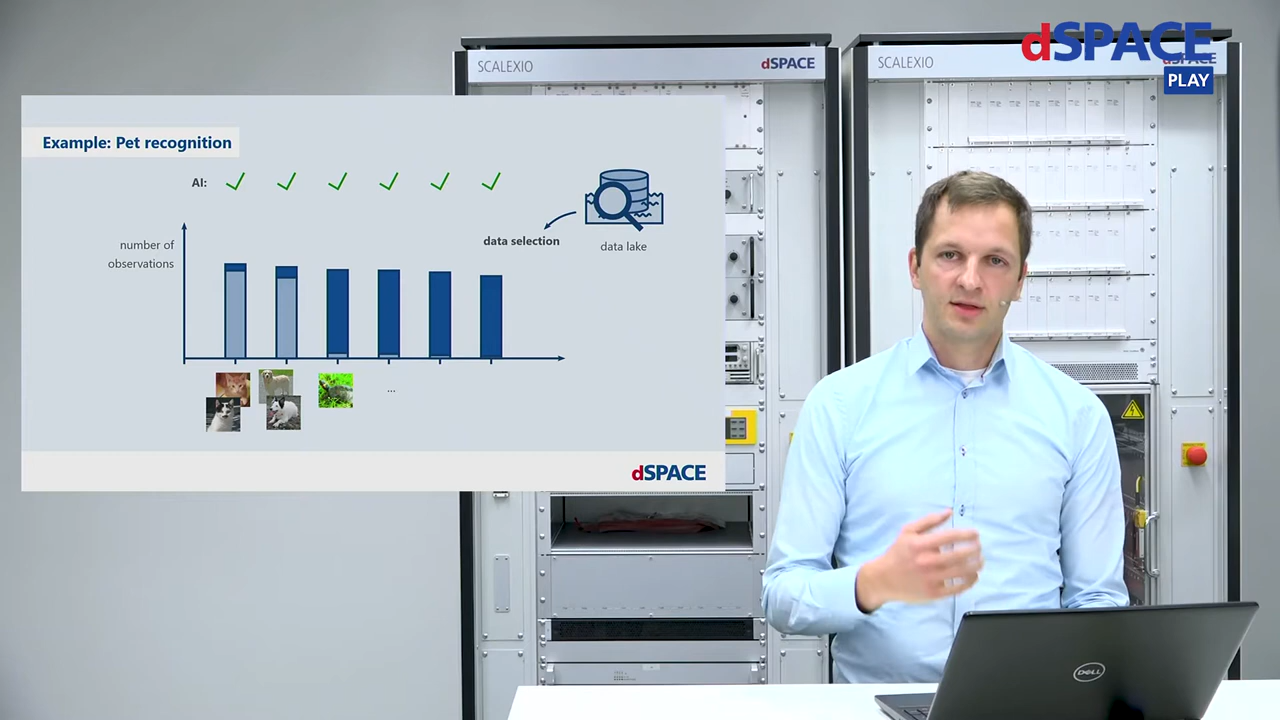 dSPACE
PLAY
SCALEXIO
dSPACE
SCALEXIO
Example: Pet recognition
AI:
number of
observations
data selection
data lake
...
dSPACE
DELL